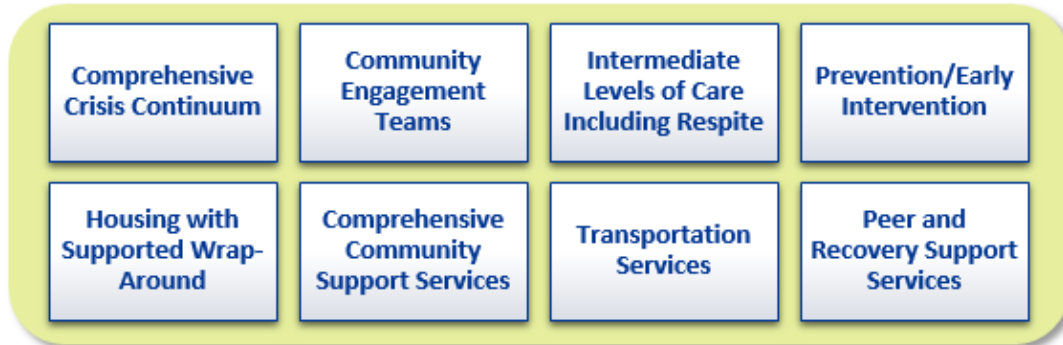 Comprehensive
Crisis Continuum
Community
Engagement
Teams
Intermediate
Levels of Care
Including Respite
Prevention/Early
Intervention
Housing with
Supported Wrap-
Around
Comprehensive
Community
Support Services
Transportation
Services
Peer and
Recovery Support
Services